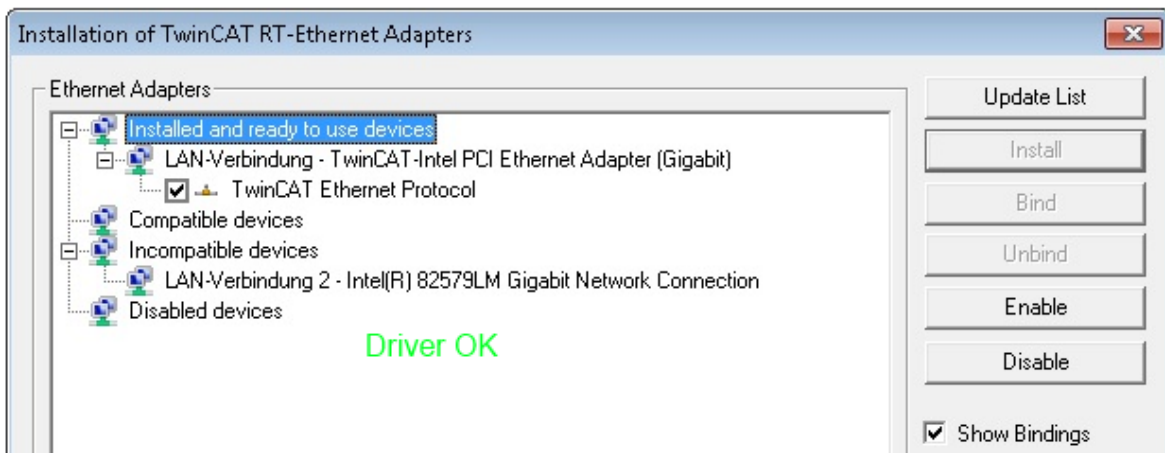 Installation of TwinCAT RT-Ethernet Adapters
Ethernet Adapters
Installed and ready to use devices
LAN-Verbindung - TwinCAT-Intel PCI Ethernet Adapter (Gigabit)
TwinCAT Ethernet Protocol
Compatible devices
Incompatible devices
LAN-Verbindung 2 - Intel(R) 82579LM Gigabit Network Connection
Disabled devices
Driver OK
Update List
Install
Bind
Unbind
Enable
Disable
Show Bindings